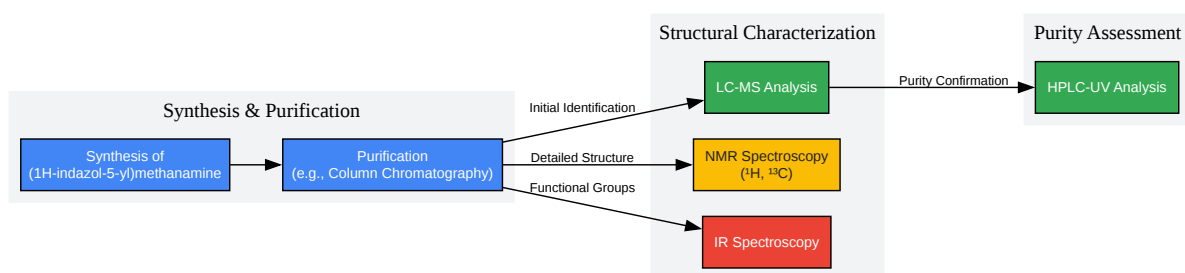 Synthesis & Purification
Synthesis of
(1H-indazol-5-yl)methanamine
Purification
(e.g., Column Chromatography)
Initial Identification
Detailed Structure
Functional Groups
Structural Characterization
LC-MS Analysis
NMR Spectroscopy
(¹H, ¹³C)
IR Spectroscopy
Purity Confirmation
Purity Assessment
HPLC-UV Analysis